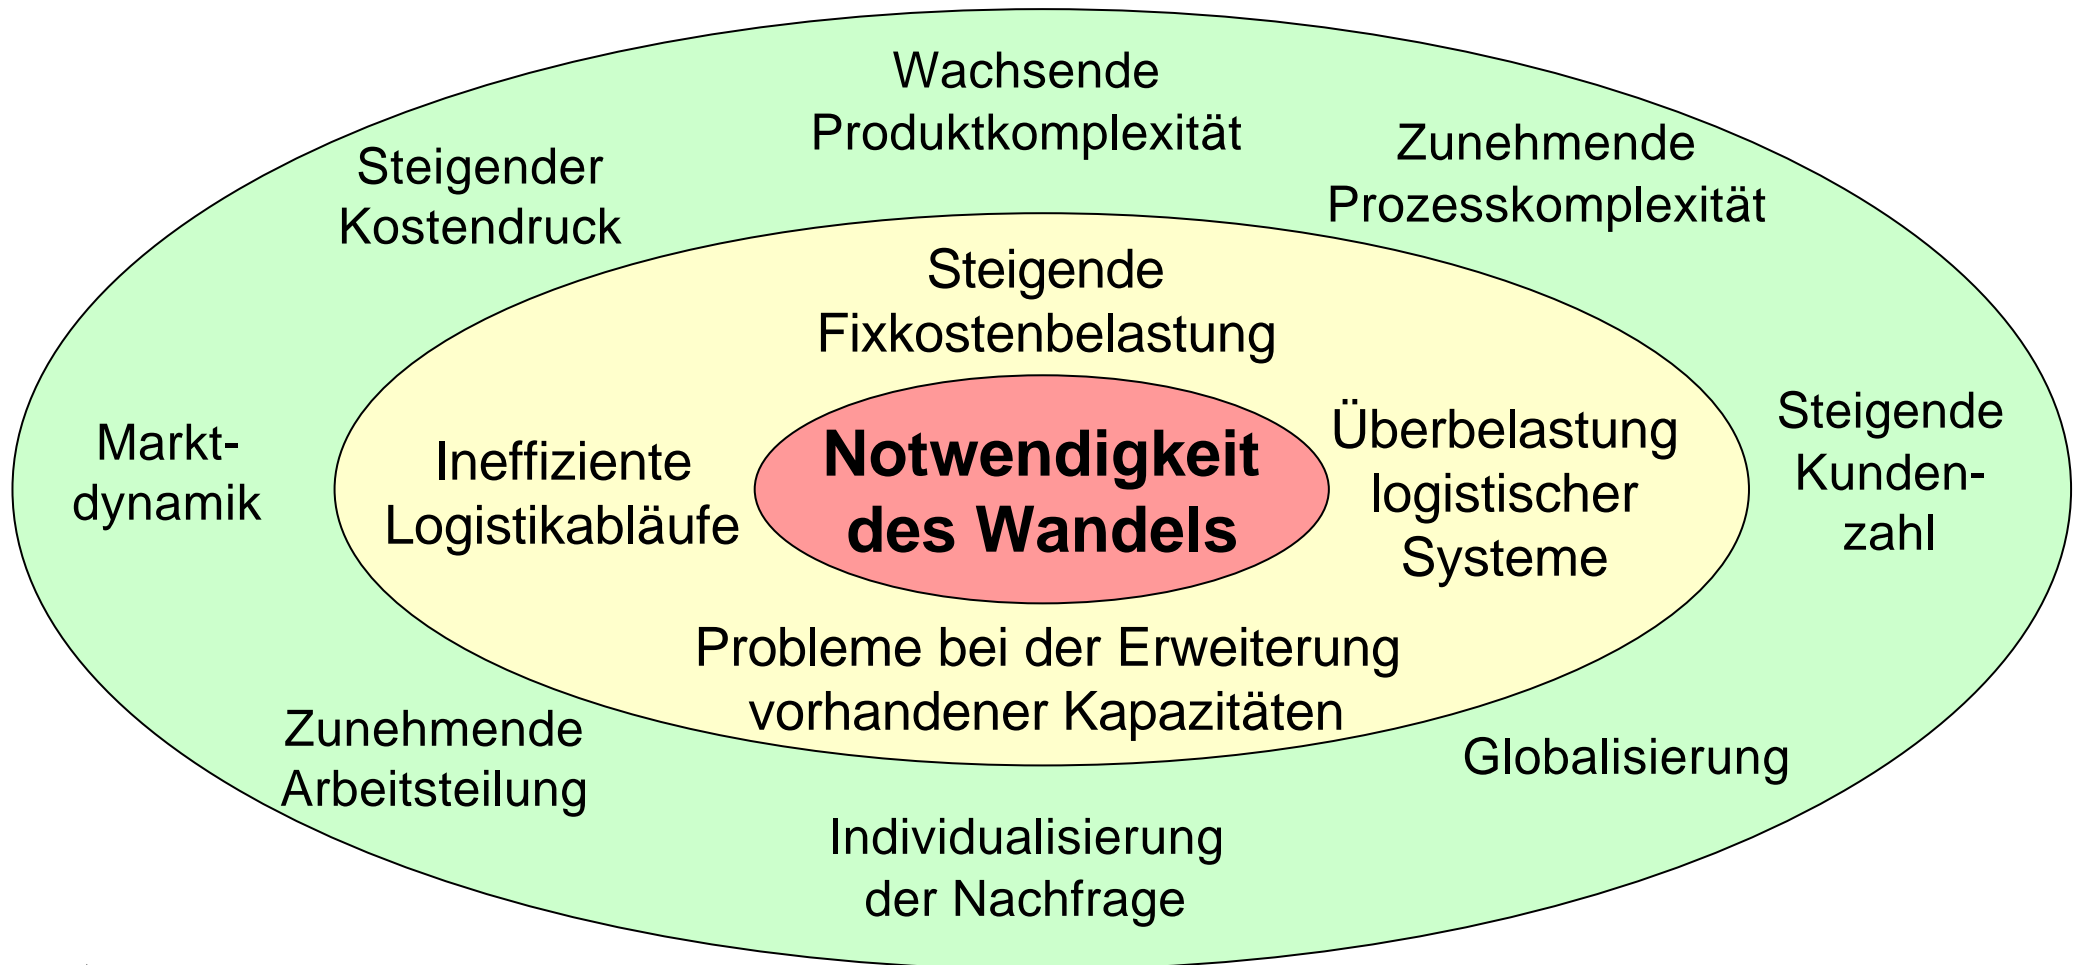 Wachsende
Produktkomplexität
Zunehmende
Prozesskomplexität
Steigender
Kostendruck
Steigende
Fixkostenbelastung
Markt-
dynamik
Ineffiziente
Logistikabläufe
Notwendigkeit
des Wandels
Überbelastung
logistischer
Systeme
Steigende
Kunden-
zahl
Probleme bei der Erweiterung
vorhandener Kapazitäten
Zunehmende
Arbeitsteilung
Globalisierung
Individualisierung
der Nachfrage